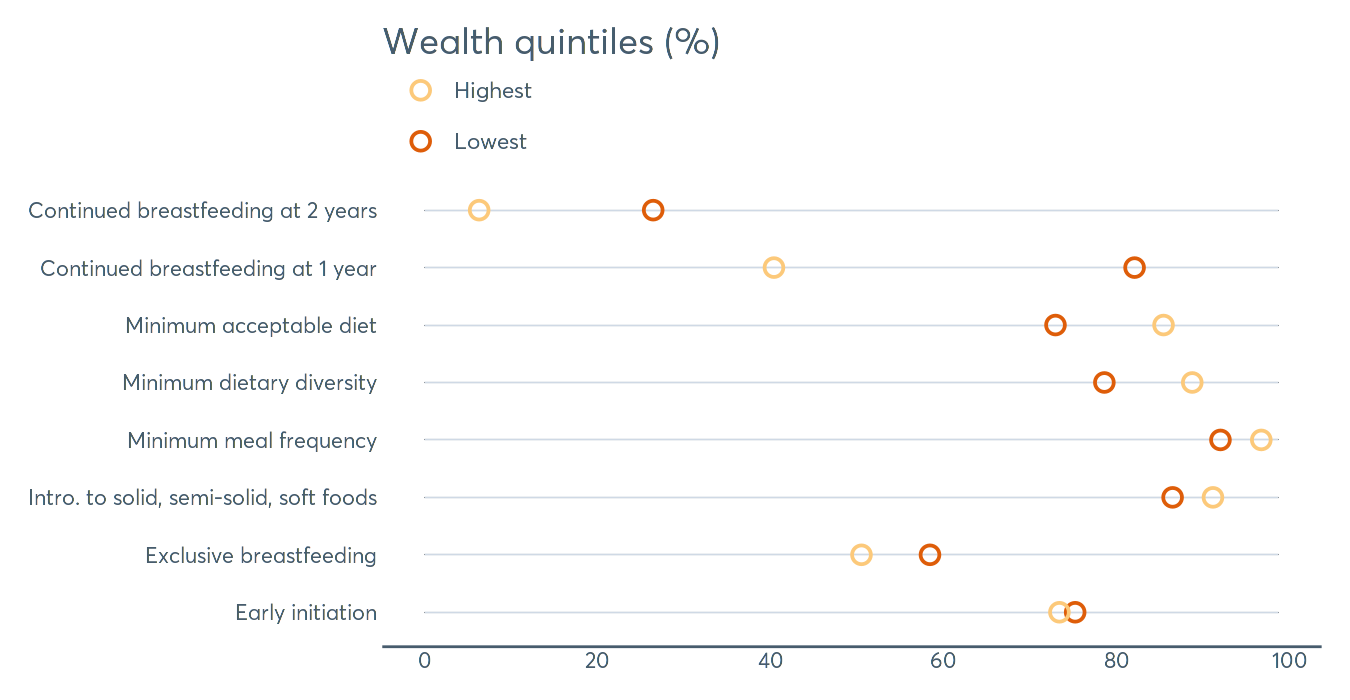 Wealth quintiles (%)
Highest
Lowest
Continued breastfeeding at 2 years
Continued breastfeeding at 1 year
Minimum acceptable diet
Minimum dietary diversity
Minimum meal frequency
Intro. to solid, semi-solid, soft foods
Exclusive breastfeeding
Early initiation
0 20 40 60 80 100